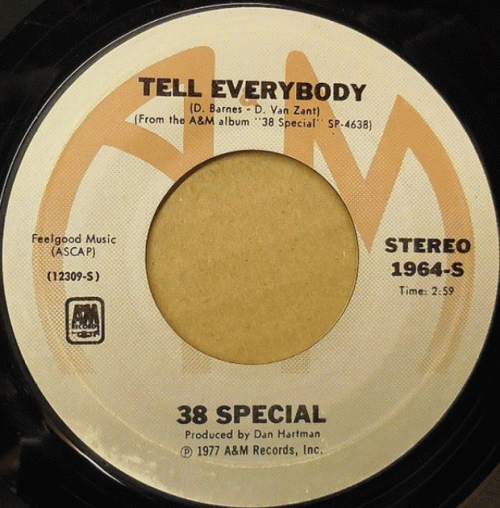 TELL EVERYBODY
(D. Barnes - D. Van Zant)
(From the A&M album "38 Special" SP-4638)
Feelgood Music
(ASCAP)
(12309-S)
STEREO
1964-S
Time: 2:59
A&M
RECORDS
38 SPECIAL
Produced by Dan Hartman
℗ 1977 A&M Records, Inc.